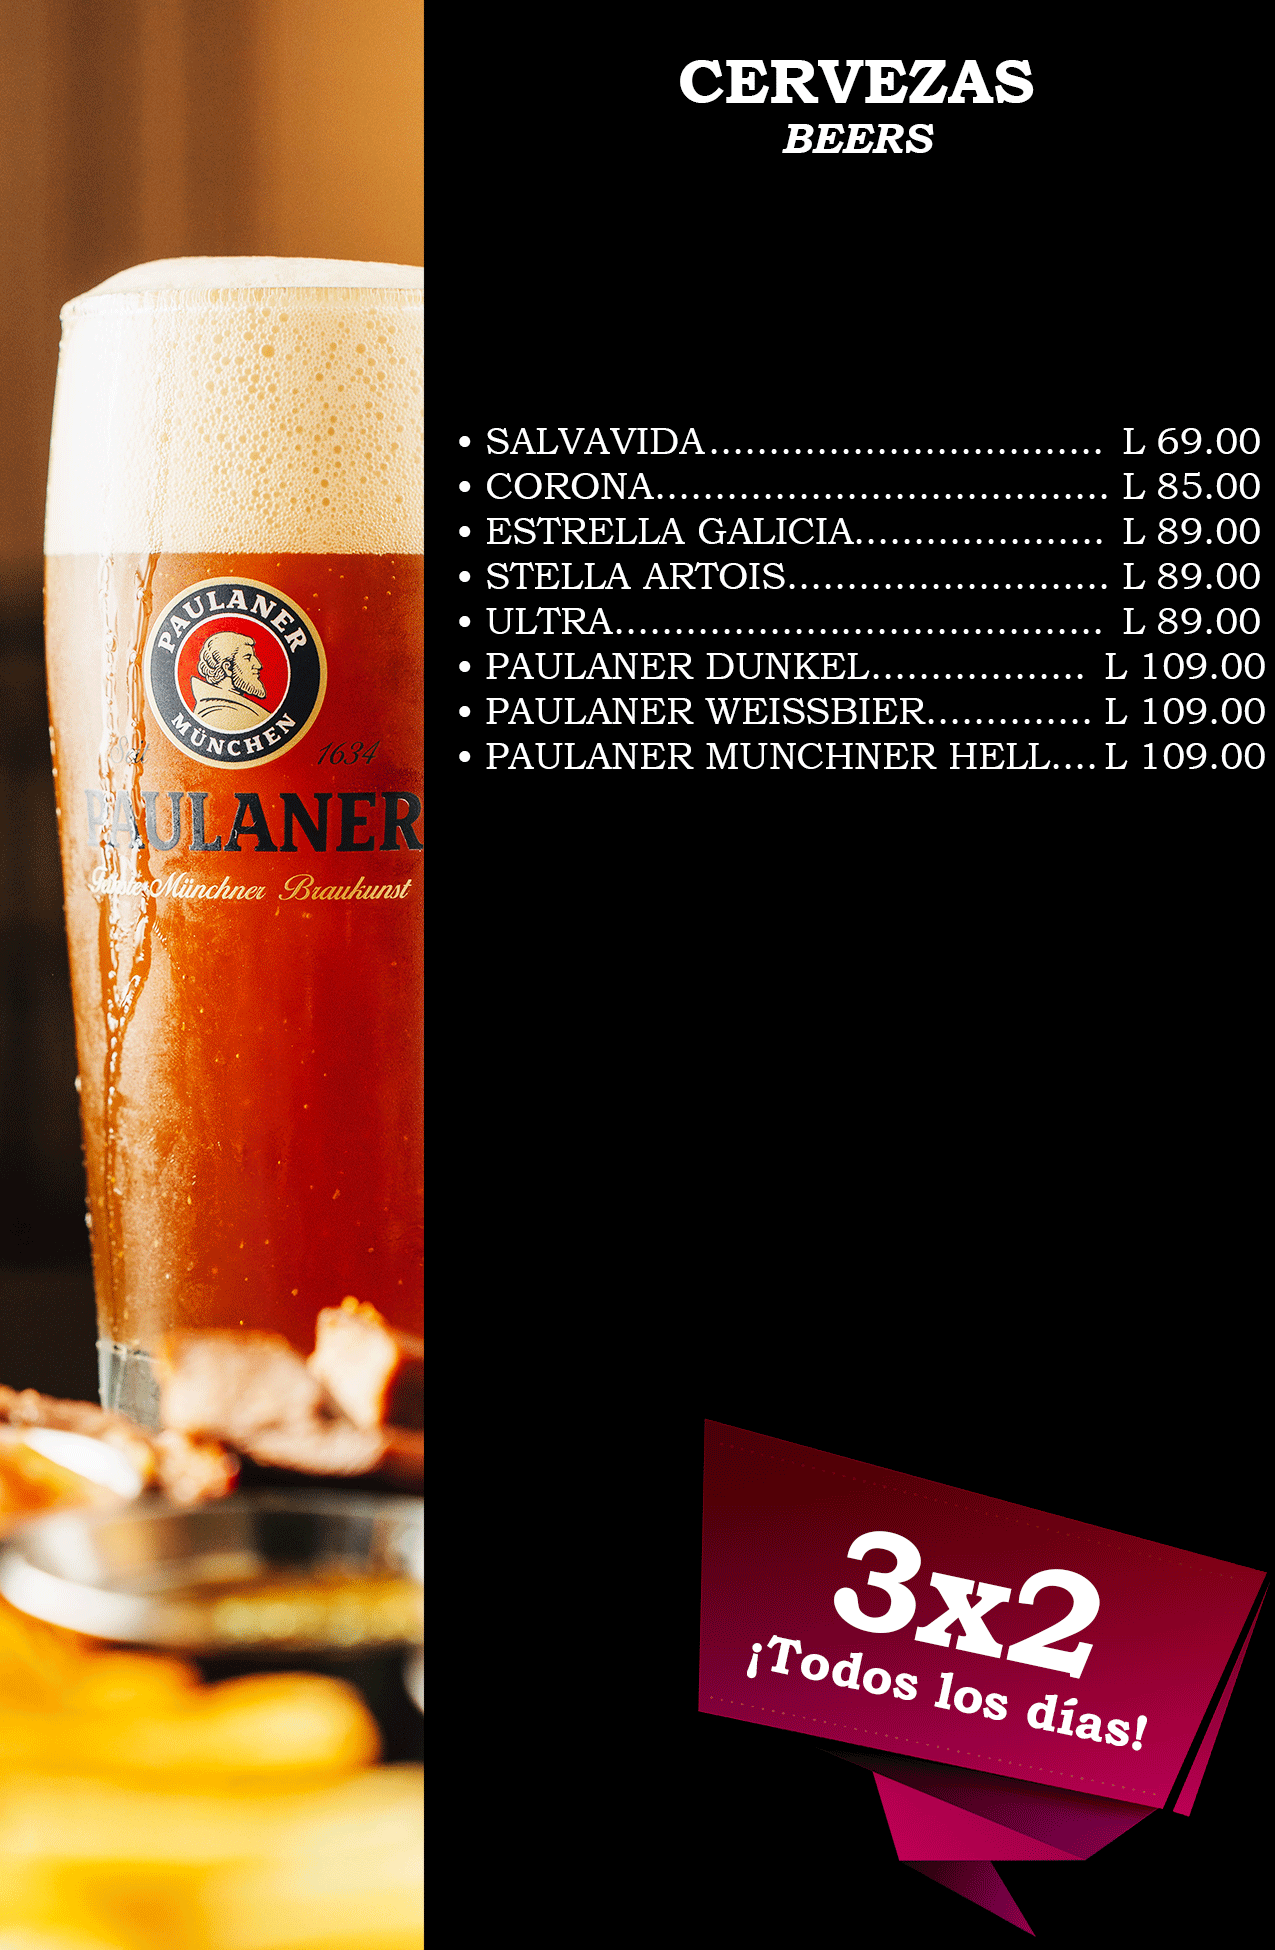 CERVEZAS
BEERS
• SALVAVIDA................................. L 69.00
• CORONA...................................... L 85.00
• ESTRELLA GALICIA..................... L 89.00
• STELLA ARTOIS........................... L 89.00
• ULTRA......................................... L 89.00
• PAULANER DUNKEL.................. L 109.00
• PAULANER WEISSBIER.............. L 109.00
• PAULANER MUNCHNER HELL.... L 109.00
PAULANER
MÜNCHEN
Seit 1634
PAULANER
Münchner Braukunst
3x2
¡Todos los días!